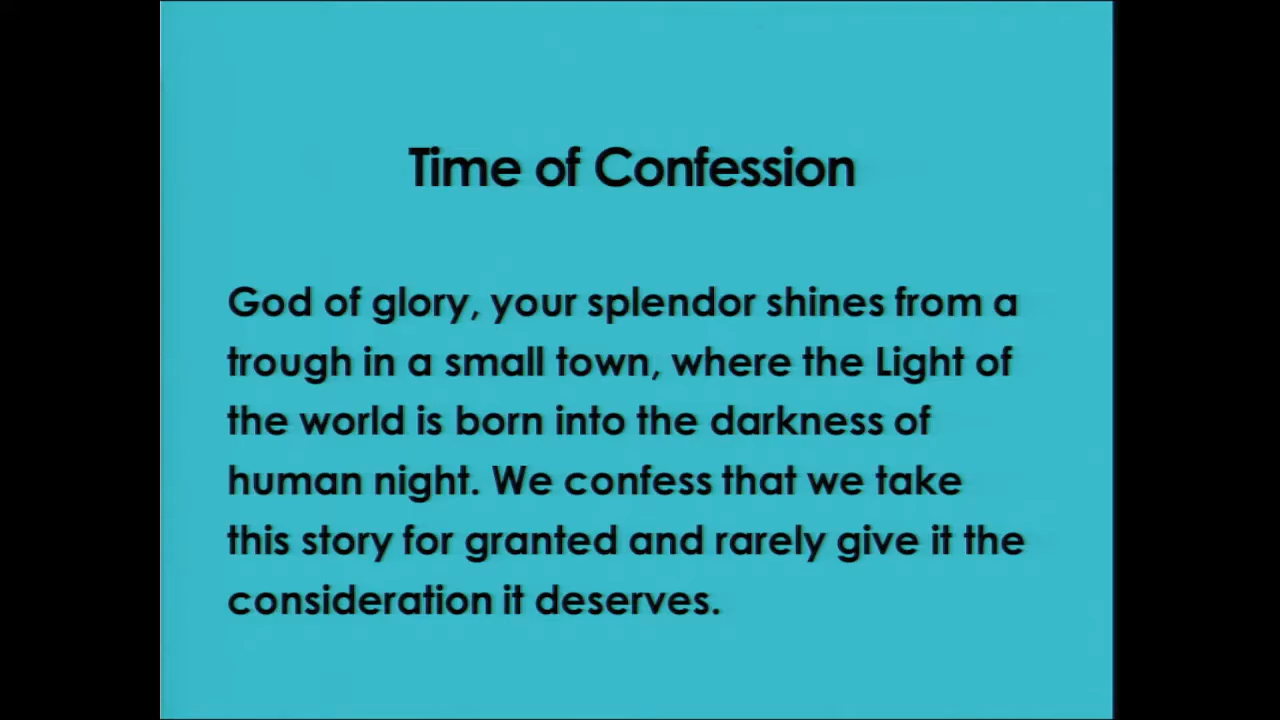 Time of Confession
God of glory, your splendor shines from a
trough in a small town, where the Light of
the world is born into the darkness of
human night. We confess that we take
this story for granted and rarely give it the
consideration it deserves.